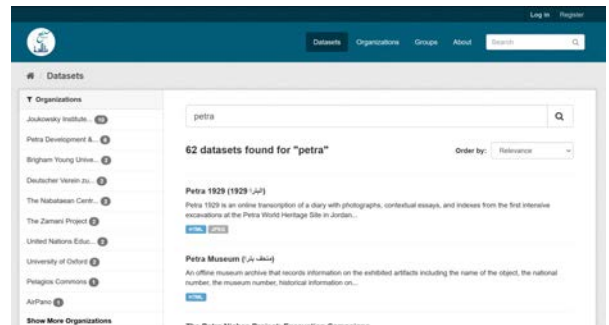 Log in Register
Datasets Organizations Groups About Search
Datasets
Organizations
Joukowsky Institute...
Petra Development &...
Brigham Young Unive...
Deutscher Verein zu...
The Nabataean Centr...
The Zamani Project
United Nations Educ...
University of Oxford
Pelagios Commons
AirPano
Show More Organizations
petra
62 datasets found for "petra"
Order by: Relevance
Petra 1929 (البترا 1929)
Petra 1929 is an online transcription of a diary with photographs, contextual essays, and indexes from the first intensive
excavations at the Petra World Heritage Site in Jordan...
HTML JPEG
Petra Museum (متحف بترا)
An offline museum archive that records information on the exhibited artifacts including the name of the object, the national
number, the museum number, historical information on...
HTML